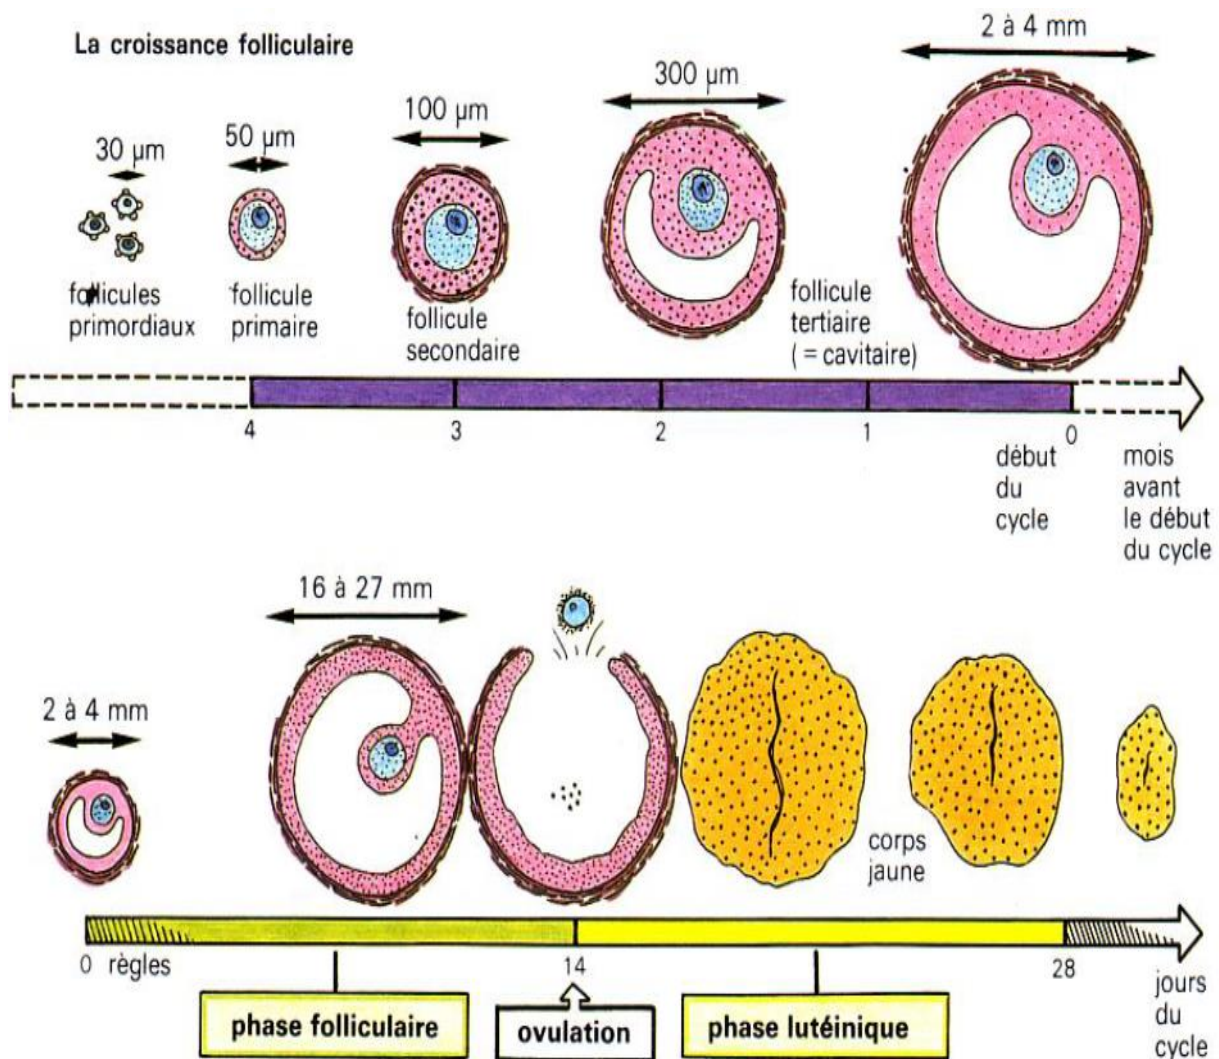 La croissance folliculaire
2 à 4 mm
300 µm
100 µm
50 µm
30 µm
follicules
primordiaux
follicule
primaire
follicule
secondaire
follicule
tertiaire
( = cavitaire)
4
3
2
1
0
début
du
cycle
mois
avant
le début
du cycle
16 à 27 mm
2 à 4 mm
corps
jaune
0 règles
14
28
jours
du
cycle
phase folliculaire
ovulation
phase lutéinique